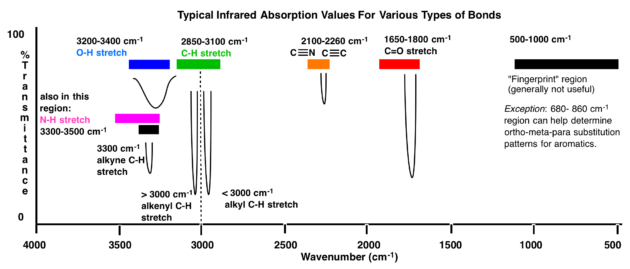 Typical Infrared Absorption Values For Various Types of Bonds
100
% Transmittance
0
3200-3400 cm-1
O-H stretch
2850-3100 cm-1
C-H stretch
2100-2260 cm-1
C≡N C≡C
1650-1800 cm-1
C=O stretch
500-1000 cm-1
"Fingerprint" region
(generally not useful)
Exception: 680- 860 cm-1
region can help determine
ortho-meta-para substitution
patterns for aromatics.
also in this
region:
N-H stretch
3300-3500 cm-1
3300 cm-1
alkyne C-H
stretch
> 3000 cm-1
alkenyl C-H
stretch
< 3000 cm-1
alkyl C-H stretch
4000 3500 3000 2500 2000 1500 1000 500
Wavenumber (cm-1)